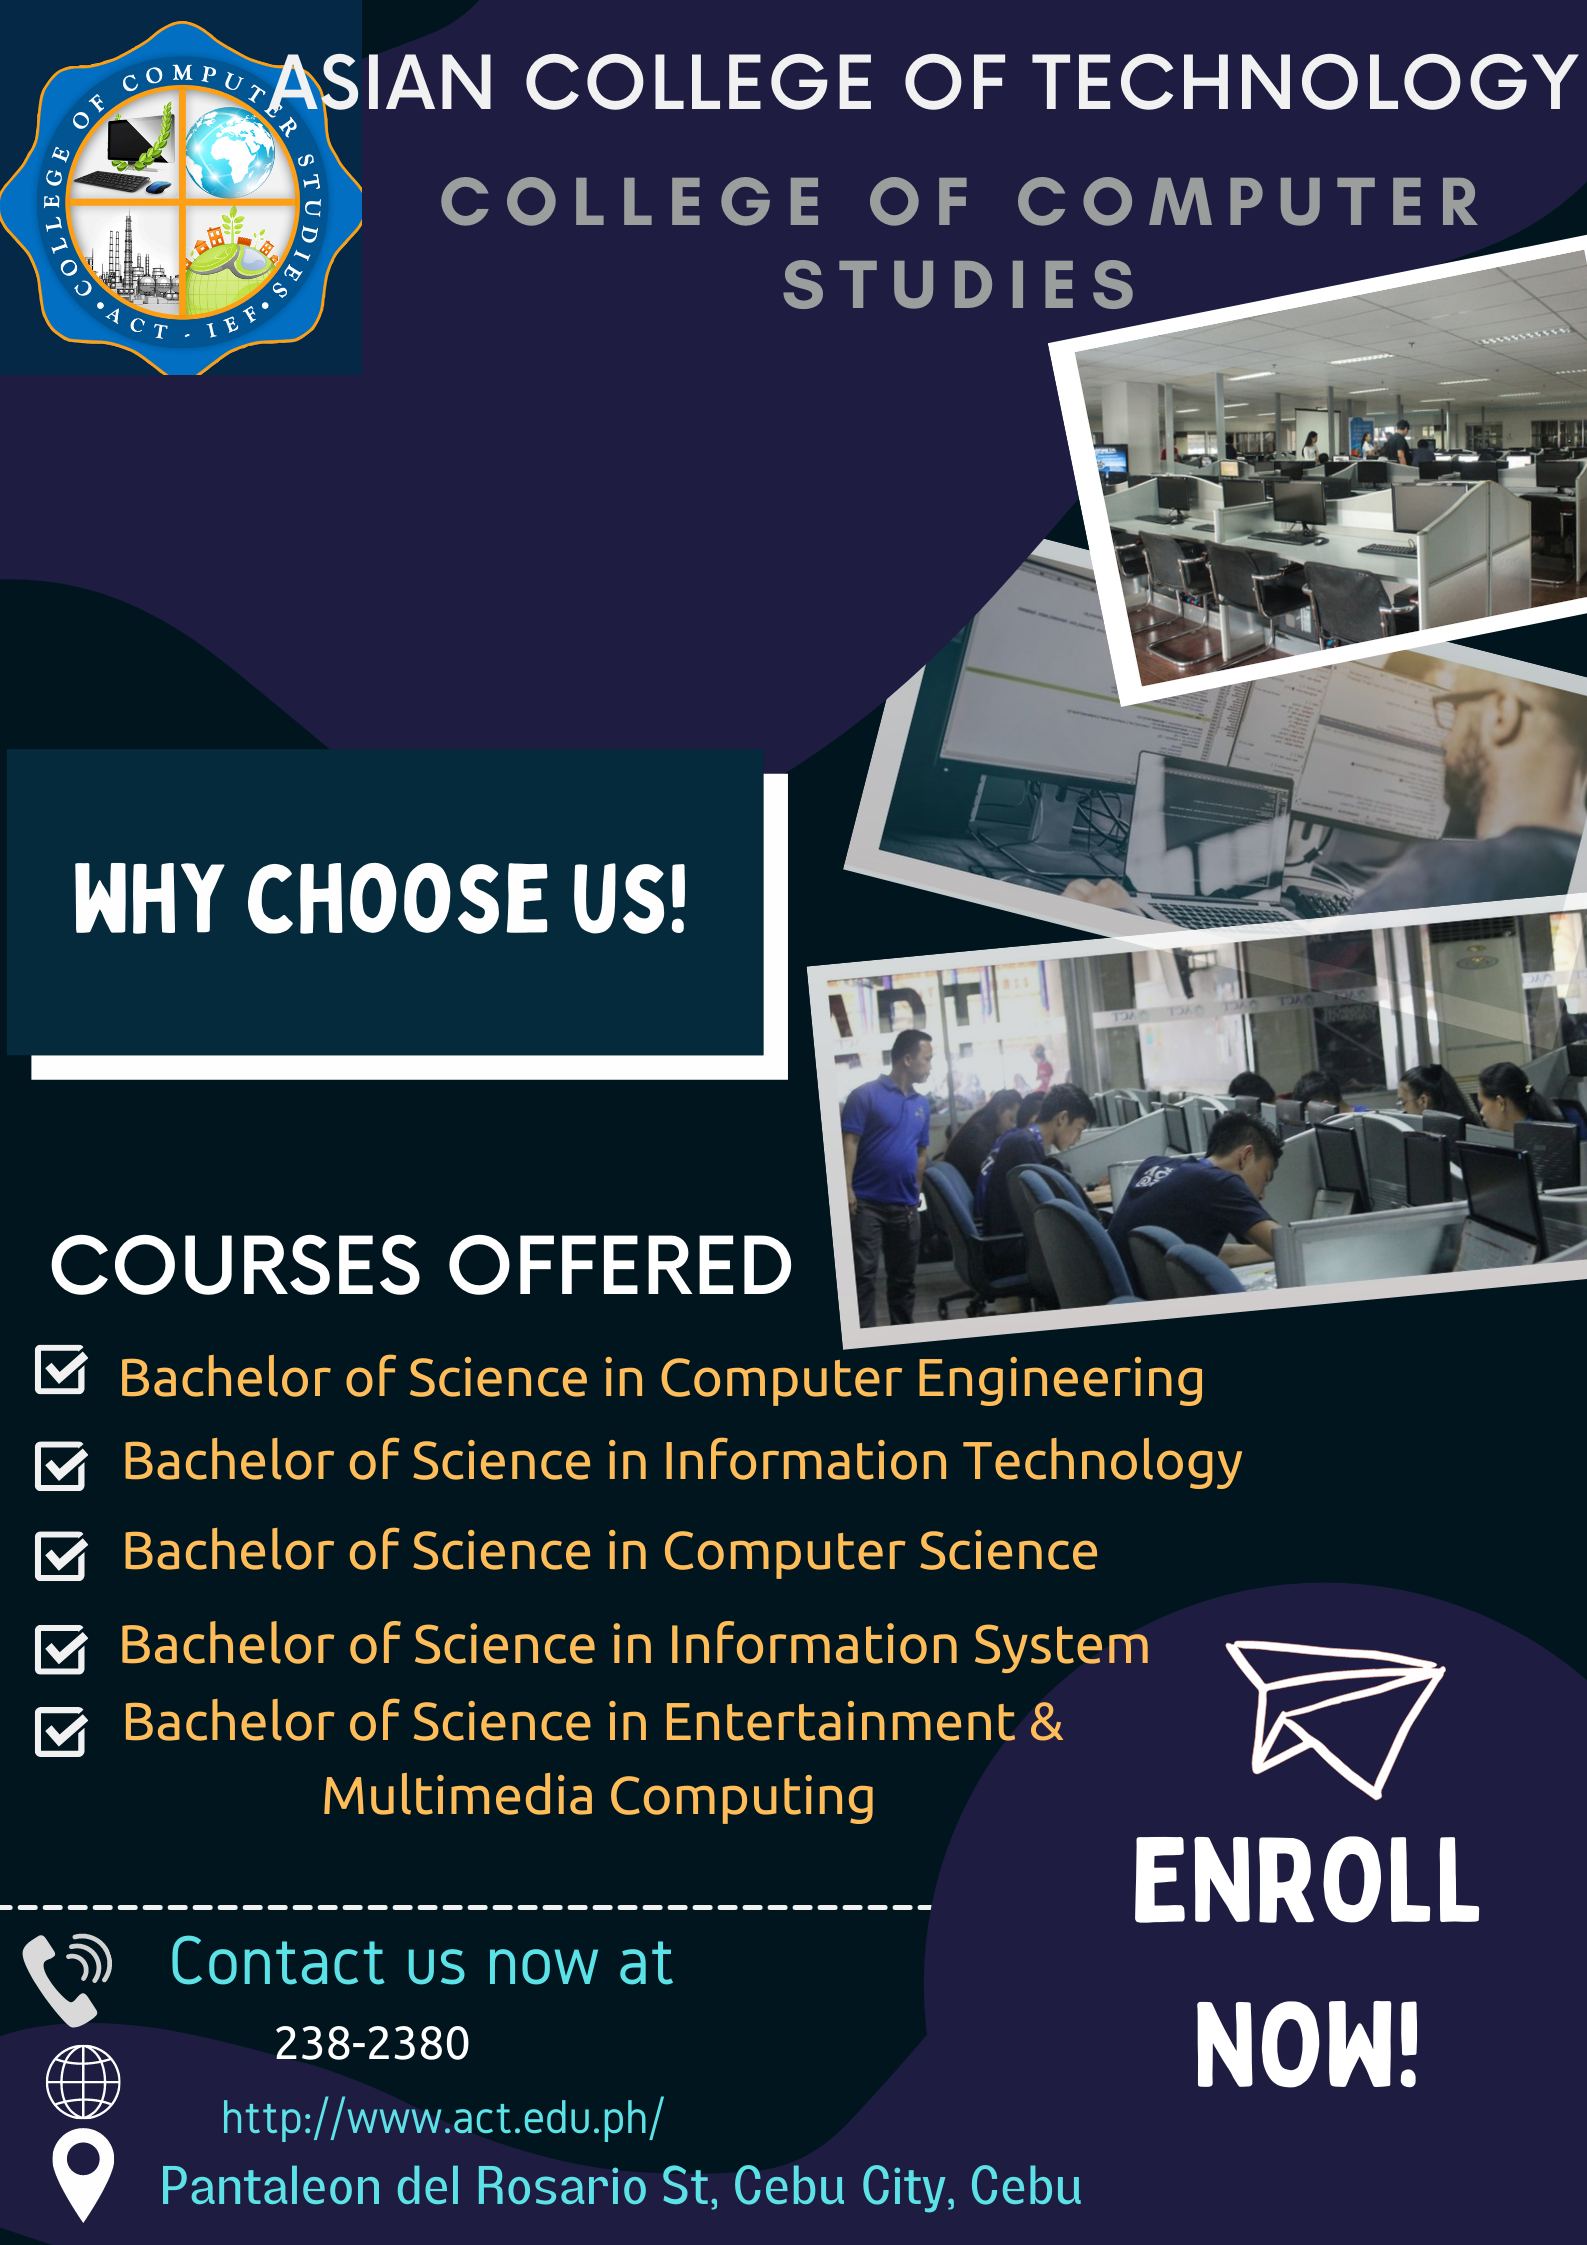 COLLEGE OF COMPUTER STUDIES
ACT - IEF
ASIAN COLLEGE OF TECHNOLOGY
COLLEGE OF COMPUTER
STUDIES
WHY CHOOSE US!
COURSES OFFERED
Bachelor of Science in Computer Engineering
Bachelor of Science in Information Technology
Bachelor of Science in Computer Science
Bachelor of Science in Information System
Bachelor of Science in Entertainment &
Multimedia Computing
ENROLL
NOW!
Contact us now at
238-2380
http://www.act.edu.ph/
Pantaleon del Rosario St, Cebu City, Cebu